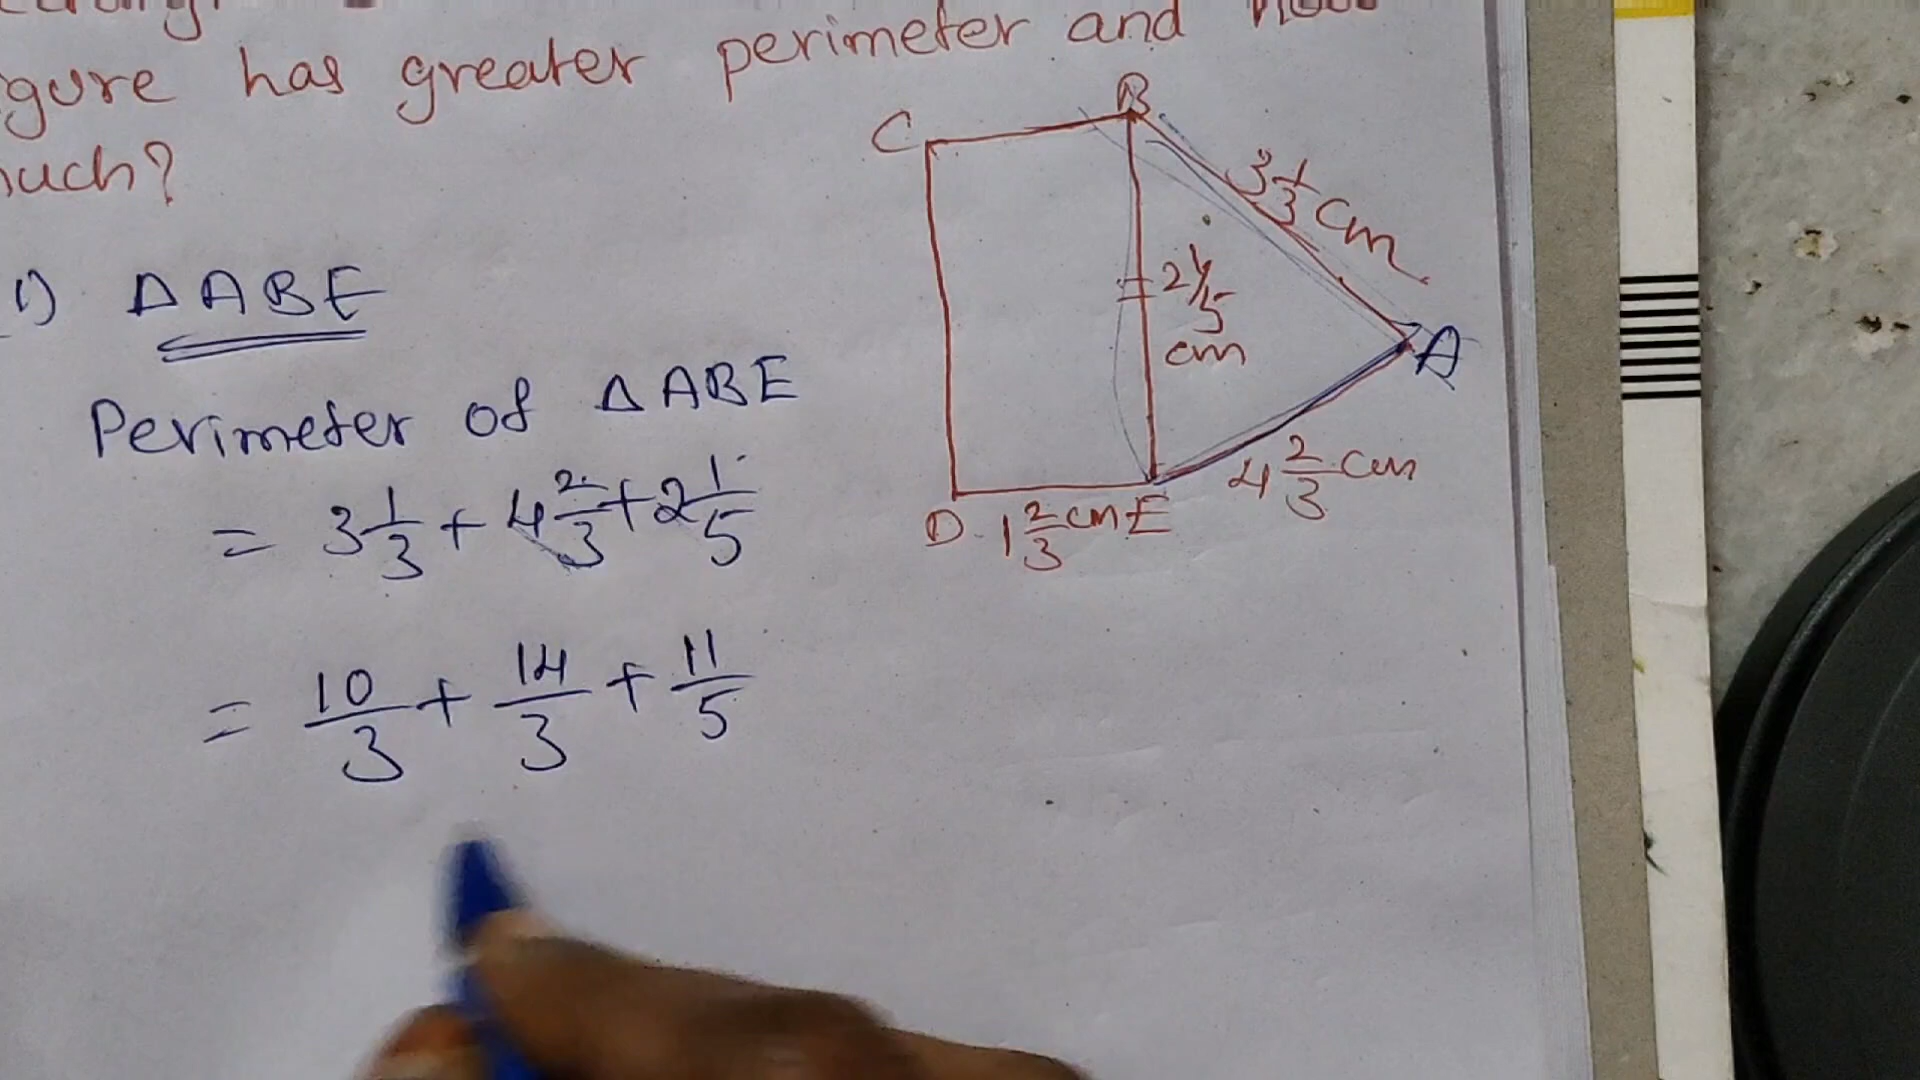 gure has greater perimeter and
uch?
C
B
3 1/3 cm
2 1/5
cm
A
4 2/3 cm
D 1 2/3 cm E
1) ΔABE
Perimeter of ΔABE
= 3 1/3 + 4 2/3 + 2 1/5
= 10/3 + 14/3 + 11/5